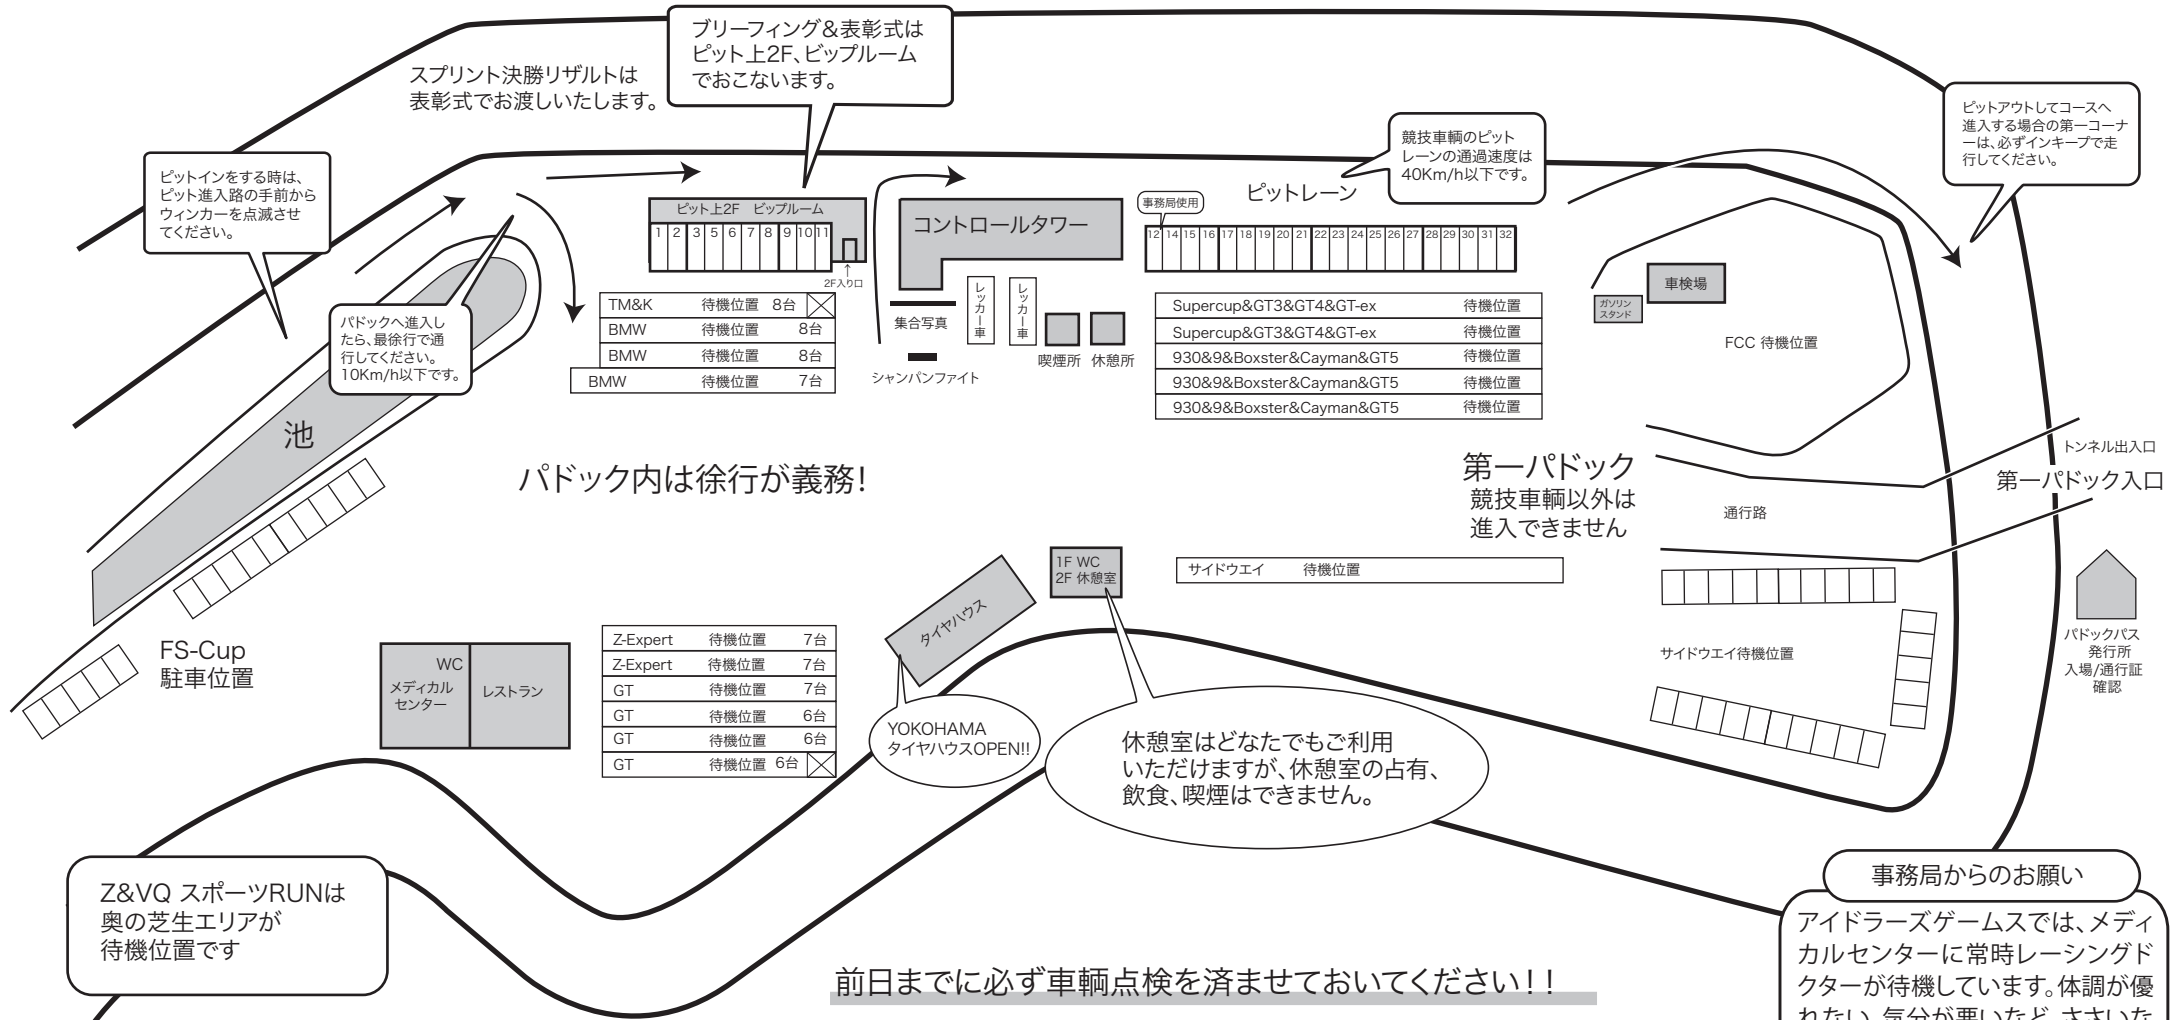 ブリーフィング＆表彰式は
ピット上2F、ビップルーム
でおこないます。
スプリント決勝リザルトは
表彰式でお渡しいたします。
ピットアウトしてコースへ
進入する場合の第一コーナ
ーは、必ずインキープで走
行してください。
競技車輌のピット
レーンの通過速度は
40Km/h以下です。
ピットインをする時は、
ピット進入路の手前から
ウィンカーを点滅させ
てください。
ピットレーン
事務局使用
ピット上2F ビップルーム
1 2 3 5 6 7 8 9 10 11
コントロールタワー
12 14 15 16 17 18 19 20 21 22 23 24 25 26 27 28 29 30 31 32
↑
2F入り口
車検場
ガソリン
スタンド
FCC 待機位置
パドックへ進入し
たら、最徐行で通
行してください。
10Km/h以下です。
TM&K 待機位置 8台
BMW 待機位置 8台
BMW 待機位置 8台
BMW 待機位置 7台
集合写真
シャンパンファイト
レッカー車
レッカー車
喫煙所
休憩所
Supercup&GT3&GT4&GT-ex 待機位置
Supercup&GT3&GT4&GT-ex 待機位置
930&9&Boxster&Cayman&GT5 待機位置
930&9&Boxster&Cayman&GT5 待機位置
930&9&Boxster&Cayman&GT5 待機位置
池
パドック内は徐行が義務！
第一パドック
競技車輌以外は
進入できません
トンネル出入口
第一パドック入口
通行路
1F WC
2F 休憩室
サイドウエイ 待機位置
タイヤハウス
FS-Cup
駐車位置
WC
メディカル
センター
レストラン
Z-Expert 待機位置 7台
Z-Expert 待機位置 7台
GT 待機位置 7台
GT 待機位置 6台
GT 待機位置 6台
GT 待機位置 6台
サイドウエイ待機位置
パドックパス
発行所
入場/通行証
確認
YOKOHAMA
タイヤハウスOPEN!!
休憩室はどなたでもご利用
いただけますが、休憩室の占有、
飲食、喫煙はできません。
Z&VQ スポーツRUNは
奥の芝生エリアが
待機位置です
前日までに必ず車輌点検を済ませておいてください！！
事務局からのお願い
アイドラーズゲームスでは、メディ
カルセンターに常時レーシングド
クターが待機しています。体調が優
れない、気分が悪いなど、ささいな